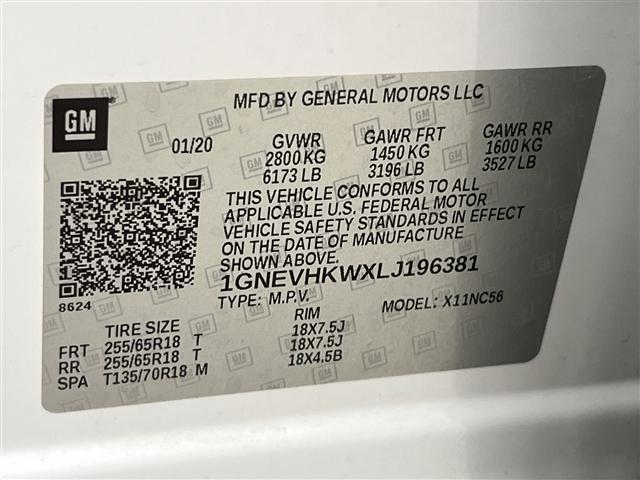 GM
MFD BY GENERAL MOTORS LLC
01/20 GVWR GAWR FRT GAWR RR
2800 KG 1450 KG 1600 KG
6173 LB 3196 LB 3527 LB
THIS VEHICLE CONFORMS TO ALL
APPLICABLE U.S. FEDERAL MOTOR
VEHICLE SAFETY STANDARDS IN EFFECT
ON THE DATE OF MANUFACTURE
SHOWN ABOVE.
1GNEVHKWXLJ196381
8624
TYPE: M.P.V. MODEL: X11NC56
TIRE SIZE RIM
FRT 255/65R18 T 18X7.5J
RR 255/65R18 T 18X7.5J
SPA T135/70R18 M 18X4.5B